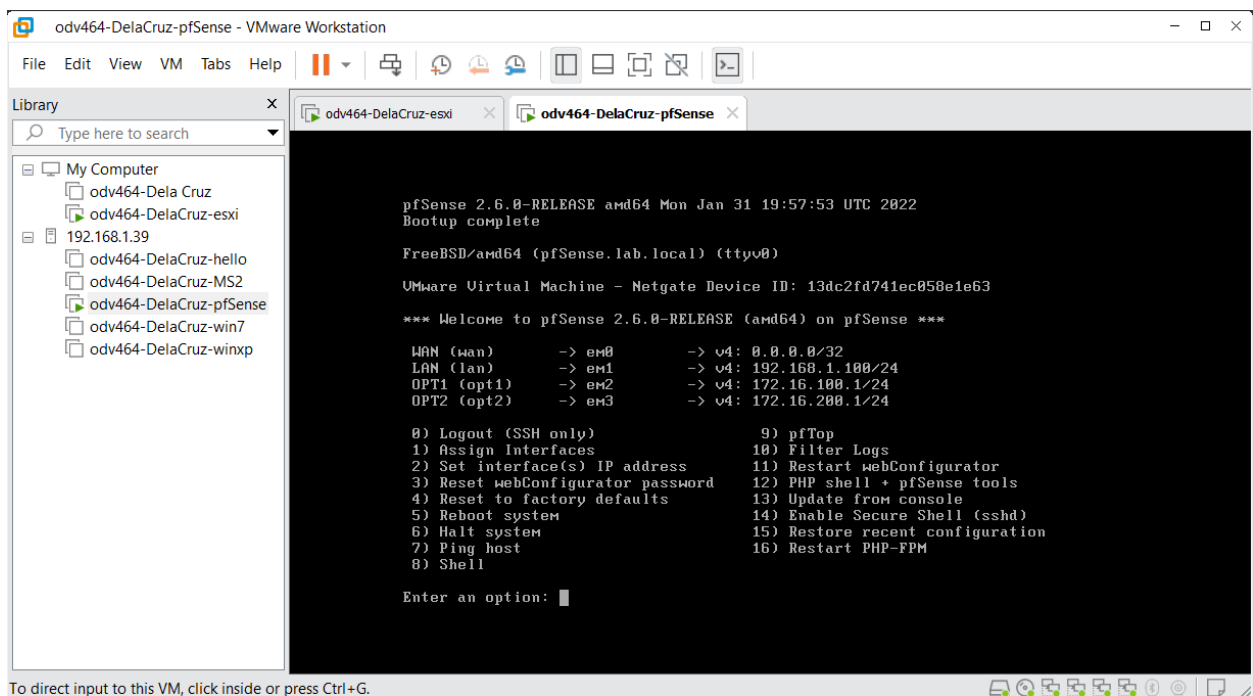 odv464-DelaCruz-pfSense - VMware Workstation
File Edit View VM Tabs Help
Library X
Type here to search
My Computer
odv464-Dela Cruz
odv464-DelaCruz-esxi
192.168.1.39
odv464-DelaCruz-hello
odv464-DelaCruz-MS2
odv464-DelaCruz-pfSense
odv464-DelaCruz-win7
odv464-DelaCruz-winxp
odv464-DelaCruz-esxi odv464-DelaCruz-pfSense
pfSense 2.6.0-RELEASE amd64 Mon Jan 31 19:57:53 UTC 2022
Bootup complete
FreeBSD/amd64 (pfSense.lab.local) (ttyv0)
VMware Virtual Machine - Netgate Device ID: 13dc2fd741ec058e1e63
*** Welcome to pfSense 2.6.0-RELEASE (amd64) on pfSense ***
WAN (wan) -> em0 -> v4: 0.0.0.0/32
LAN (lan) -> em1 -> v4: 192.168.1.100/24
OPT1 (opt1) -> em2 -> v4: 172.16.100.1/24
OPT2 (opt2) -> em3 -> v4: 172.16.200.1/24
0) Logout (SSH only) 9) pfTop
1) Assign Interfaces 10) Filter Logs
2) Set interface(s) IP address 11) Restart webConfigurator
3) Reset webConfigurator password 12) PHP shell + pfSense tools
4) Reset to factory defaults 13) Update from console
5) Reboot system 14) Enable Secure Shell (sshd)
6) Halt system 15) Restore recent configuration
7) Ping host 16) Restart PHP-FPM
8) Shell
Enter an option:
To direct input to this VM, click inside or press Ctrl+G.